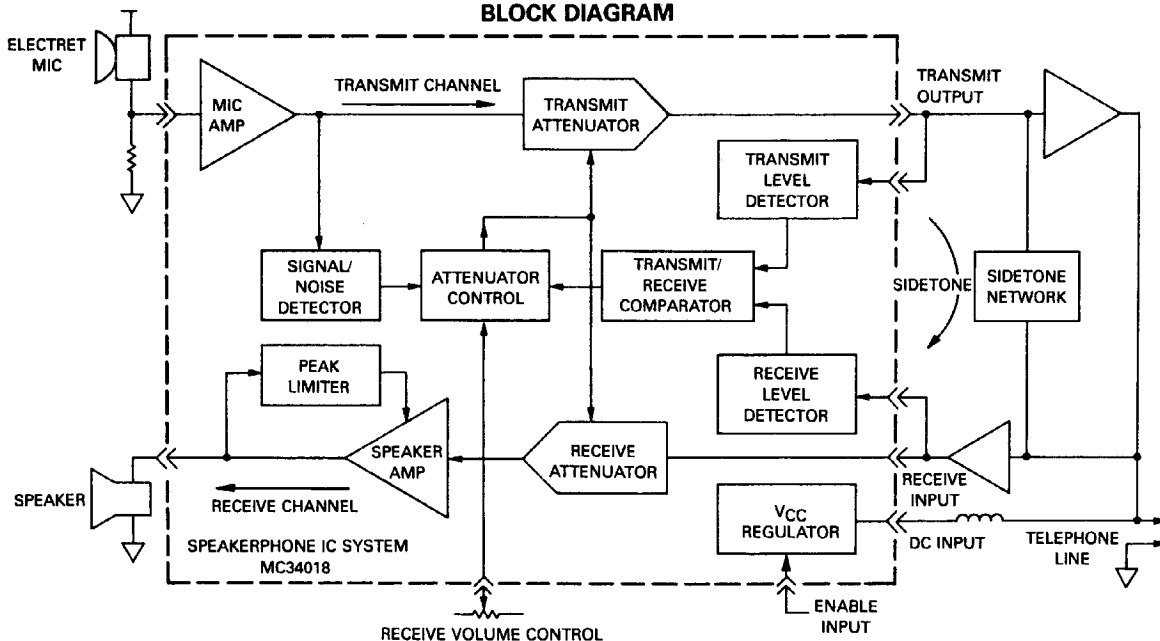 BLOCK DIAGRAM
ELECTRET
MIC
MIC
AMP
TRANSMIT CHANNEL
TRANSMIT
ATTENUATOR
TRANSMIT
OUTPUT
TRANSMIT
LEVEL
DETECTOR
SIGNAL/
NOISE
DETECTOR
ATTENUATOR
CONTROL
TRANSMIT/
RECEIVE
COMPARATOR
SIDETONE
SIDETONE
NETWORK
PEAK
LIMITER
RECEIVE
LEVEL
DETECTOR
SPEAKER
AMP
RECEIVE
ATTENUATOR
RECEIVE
INPUT
SPEAKER
RECEIVE CHANNEL
VCC
REGULATOR
DC INPUT
TELEPHONE
LINE
SPEAKERPHONE IC SYSTEM
MC34018
ENABLE
INPUT
RECEIVE VOLUME CONTROL